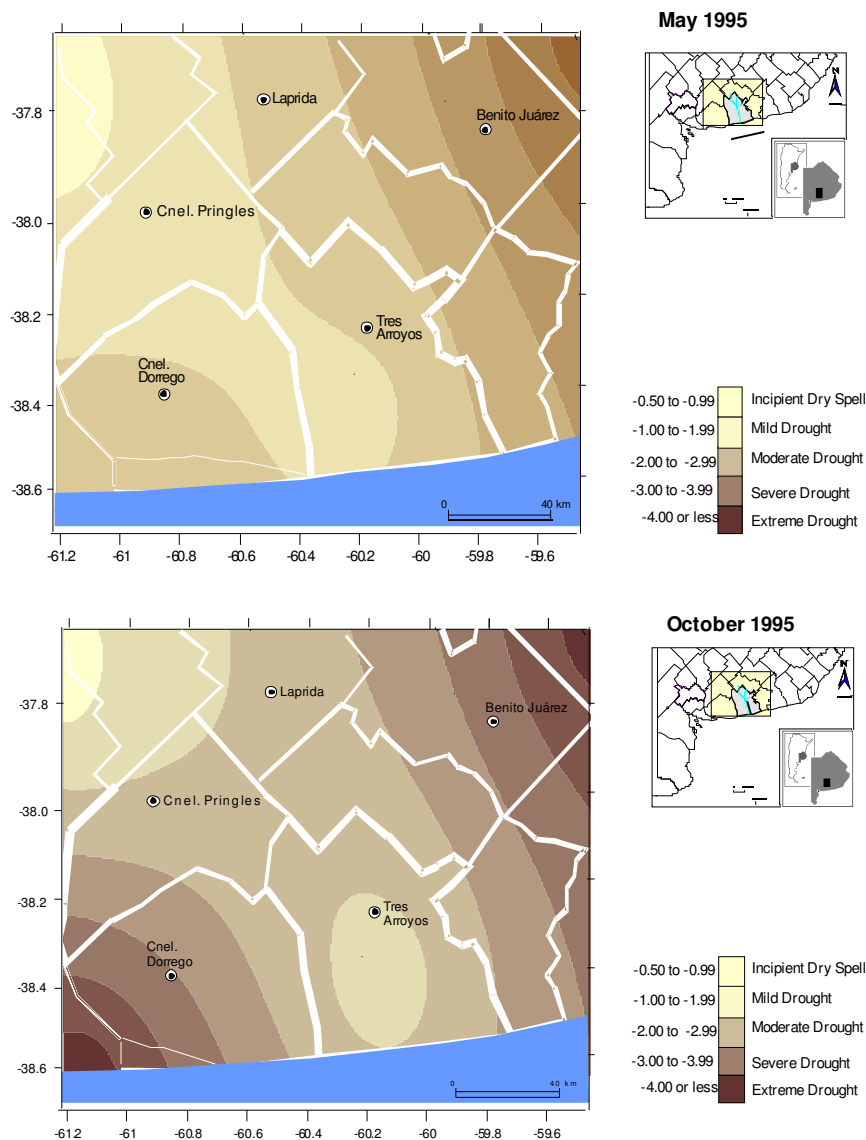 May 1995
-37.8
-38.0
-38.2
-38.4
-38.6
Laprida
Benito Juárez
Cnel. Pringles
Tres
Arroyos
Cnel.
Dorrego
0 40 km
-61.2 -61 -60.8 -60.6 -60.4 -60.2 -60 -59.8 -59.6
N
-0.50 to -0.99 Incipient Dry Spell
-1.00 to -1.99 Mild Drought
-2.00 to -2.99 Moderate Drought
-3.00 to -3.99 Severe Drought
-4.00 or less Extreme Drought
October 1995
-37.8
-38.0
-38.2
-38.4
-38.6
Laprida
Benito Juárez
Cnel. Pringles
Tres
Arroyos
Cnel.
Dorrego
0 40 km
-61.2 -61 -60.8 -60.6 -60.4 -60.2 -60 -59.8 -59.6
N
-0.50 to -0.99 Incipient Dry Spell
-1.00 to -1.99 Mild Drought
-2.00 to -2.99 Moderate Drought
-3.00 to -3.99 Severe Drought
-4.00 or less Extreme Drought